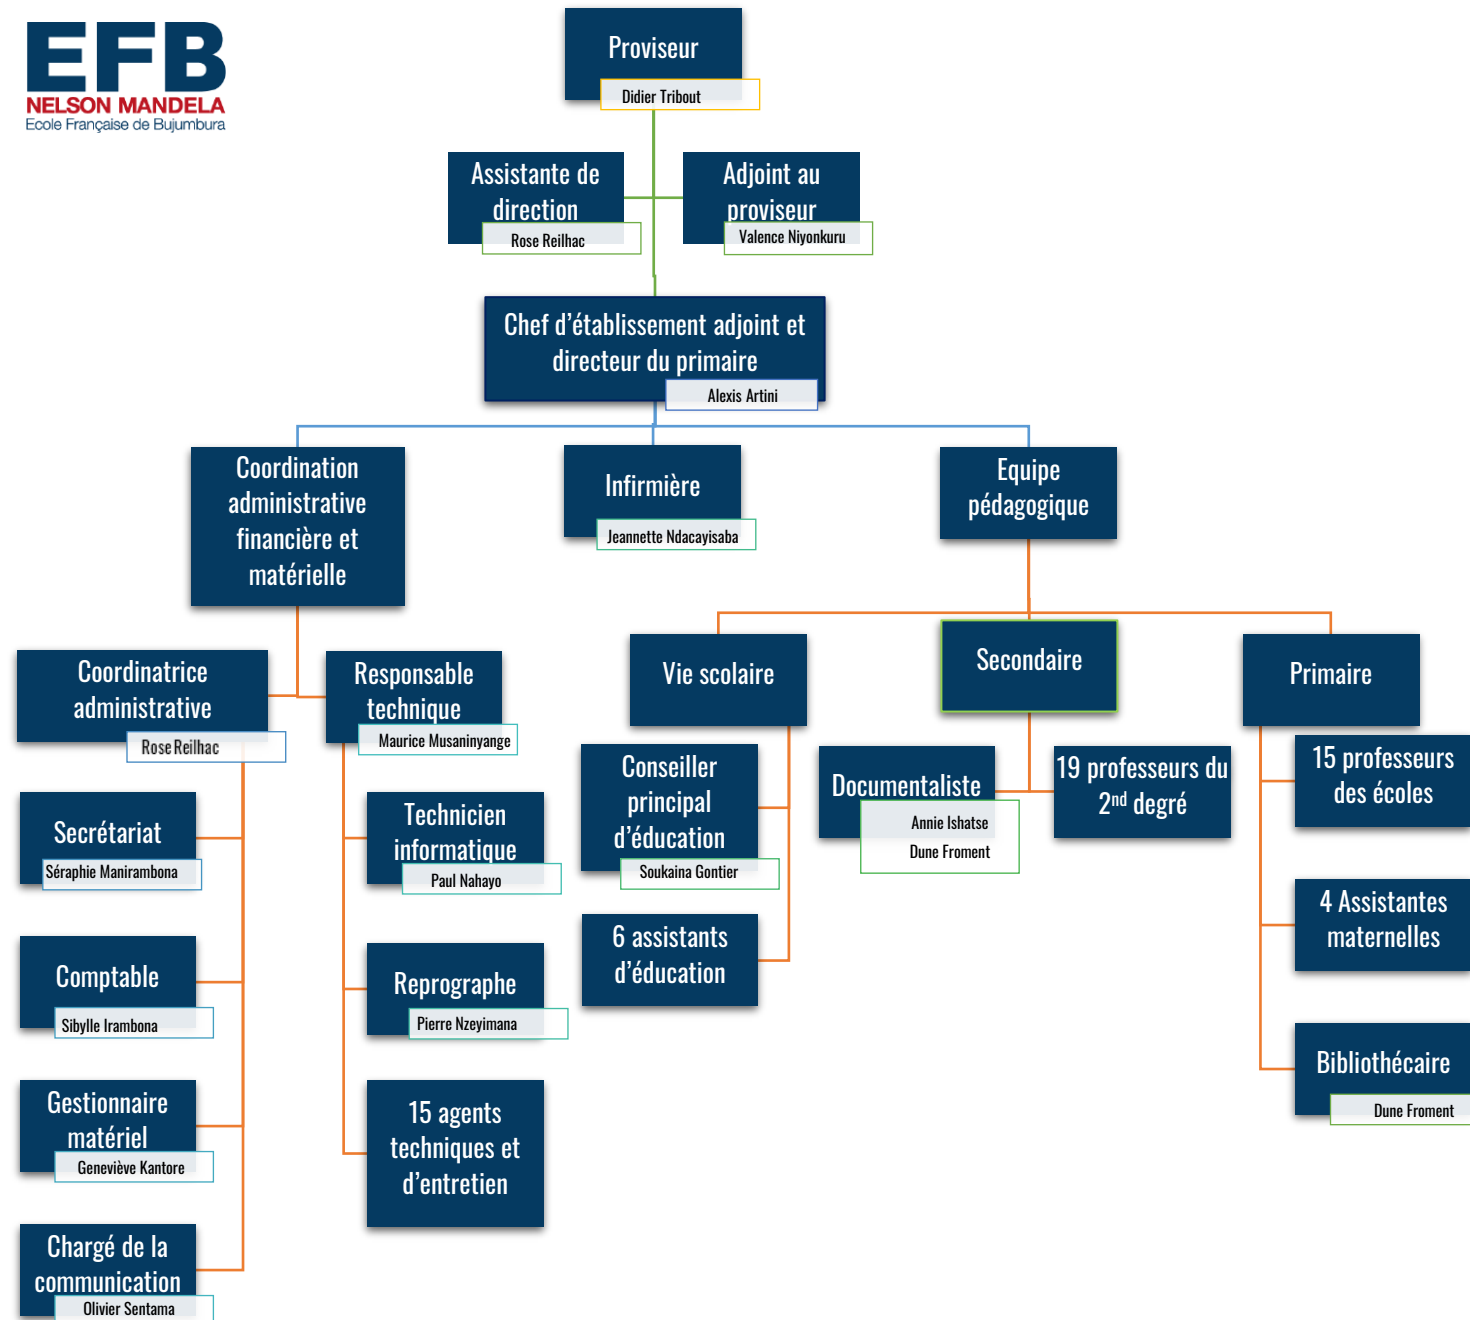 EFB
NELSON MANDELA
Ecole Française de Bujumbura
Proviseur
Didier Tribout
Assistante de
direction
Rose Reilhac
Adjoint au
proviseur
Valence Niyonkuru
Chef d’établissement adjoint et
directeur du primaire
Alexis Artini
Coordination
administrative
financière et
matérielle
Infirmière
Jeannette Ndacayisaba
Equipe
pédagogique
Coordinatrice
administrative
Rose Reilhac
Responsable
technique
Maurice Musaninyange
Secrétariat
Séraphie Manirambona
Comptable
Sibylle Irambona
Gestionnaire
matériel
Geneviève Kantore
Chargé de la
communication
Olivier Sentama
Technicien
informatique
Paul Nahayo
Reprographe
Pierre Nzeyimana
15 agents
techniques et
d’entretien
Vie scolaire
Conseiller
principal
d’éducation
Soukaina Gontier
6 assistants
d’éducation
Secondaire
Documentaliste
Annie Ishatse
Dune Froment
19 professeurs du
2nd degré
Primaire
15 professeurs
des écoles
4 Assistantes
maternelles
Bibliothécaire
Dune Froment